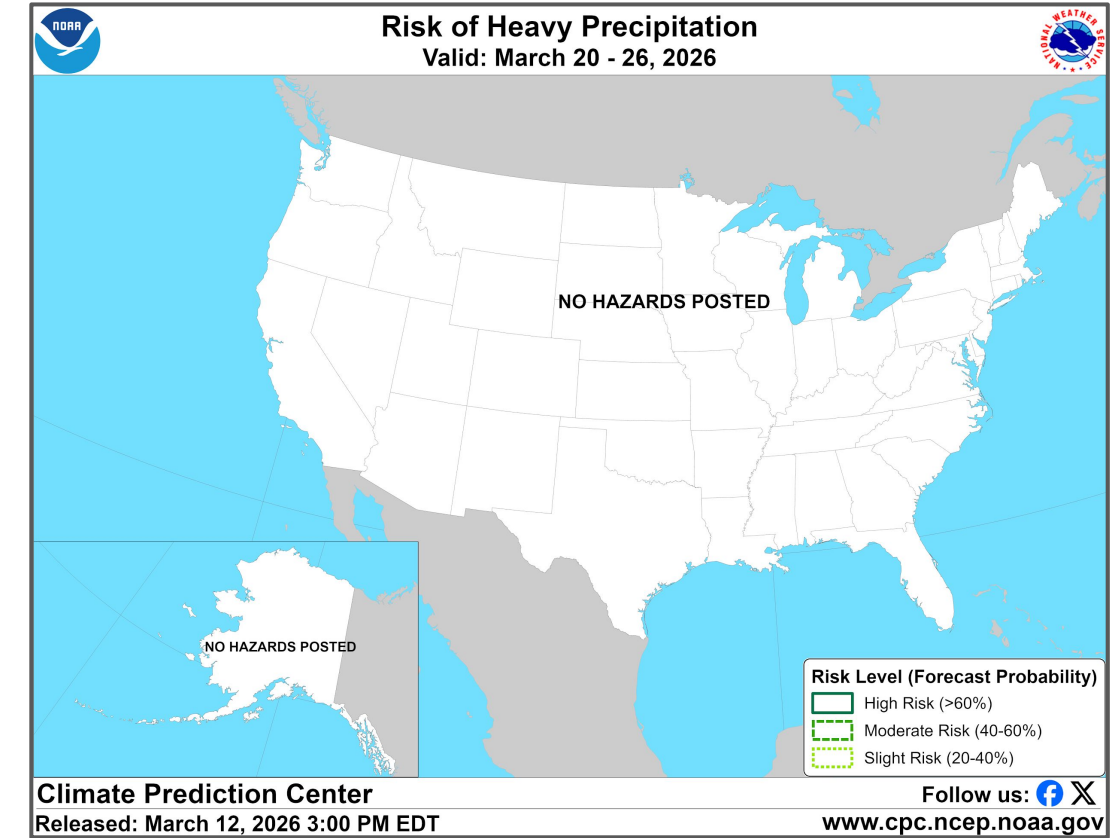 NOAA
Risk of Heavy Precipitation
Valid: March 20 - 26, 2026
NATIONAL WEATHER SERVICE
NO HAZARDS POSTED
NO HAZARDS POSTED
Risk Level (Forecast Probability)
High Risk (>60%)
Moderate Risk (40-60%)
Slight Risk (20-40%)
Climate Prediction Center
Follow us:
Released: March 12, 2026 3:00 PM EDT
www.cpc.ncep.noaa.gov